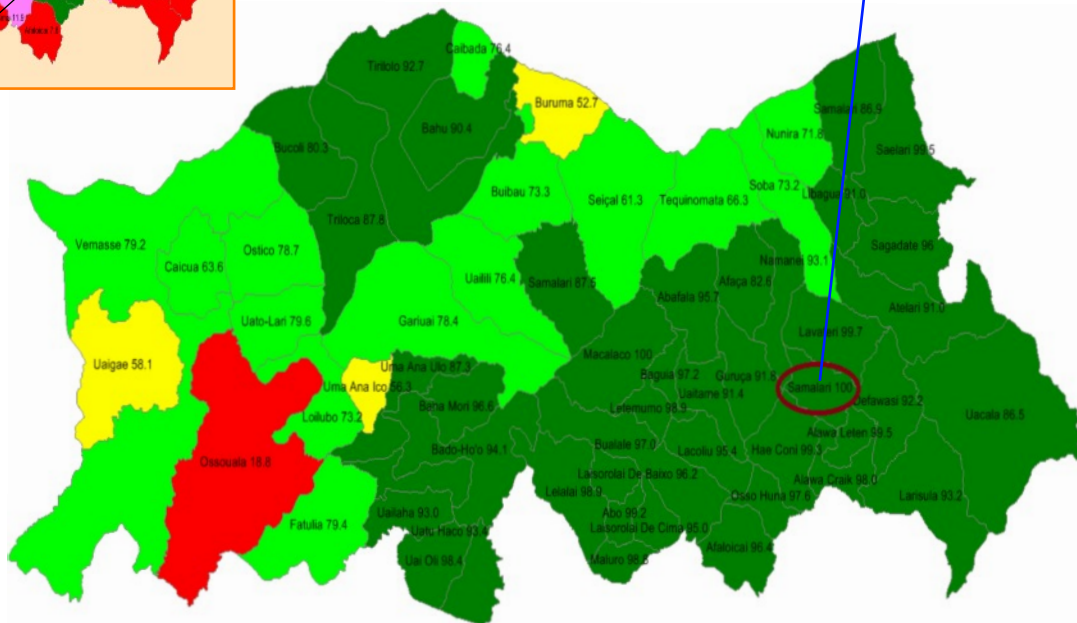 Caibada 76.4
Tirilolo 92.7
Buruma 52.7
Samalari 86.9
Bahu 90.4
Nunira 71.8
Bucoli 80.3
Saelari 99.5
Buibau 73.3
Soba 73.2
Seiçal 61.3
Tequinomata 66.3
Libagua 91.0
Triloca 87.8
Vemasse 79.2
Ostico 78.7
Sagadate 96
Caicua 63.6
Namanei 93.1
Uailili 76.4
Samalari 87.5
Afaça 82.6
Abafala 95.7
Atelari 91.0
Uato-Lari 79.6
Gariuai 78.4
Lavateri 99.7
Macalaco 100
Uaigae 58.1
Uma Ana Ulo 87.3
Baguia 97.2
Guruça 91.8
Uma Ana Ico 56.3
Uaitame 91.4
Samalari 100
Defawasi 92.2
Baha Mori 96.6
Letemumo 98.9
Loilubo 73.2
Uacala 86.5
Alawa Leten 99.5
Bualale 97.0
Bado-Ho'o 94.1
Lacoliu 95.4
Hae Coni 99.3
Ossouala 18.8
Laisorolai De Baixo 96.2
Alawa Craik 98.0
Lelalai 98.9
Osso Huna 97.6
Larisula 93.2
Uailaha 93.0
Abo 99.2
Fatulia 79.4
Laisorolai De Cima 95.0
Uatu Haco 93.4
Afaloicai 96.4
Uai Oli 98.4
Maluro 98.8